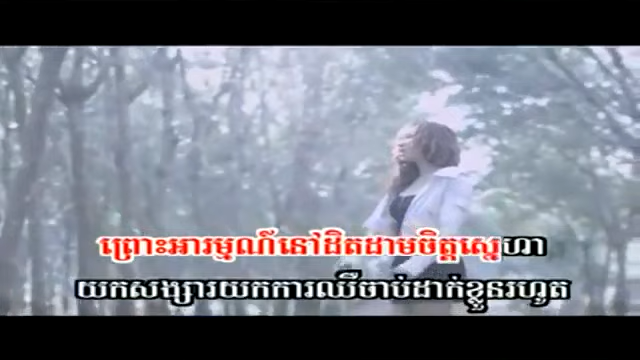 ព្រោះអារម្មណ៍នៅដិតដាមចិត្តស្នេហា
យកសង្សារយកការឈឺចាប់ដាក់ខ្លួនរហូត